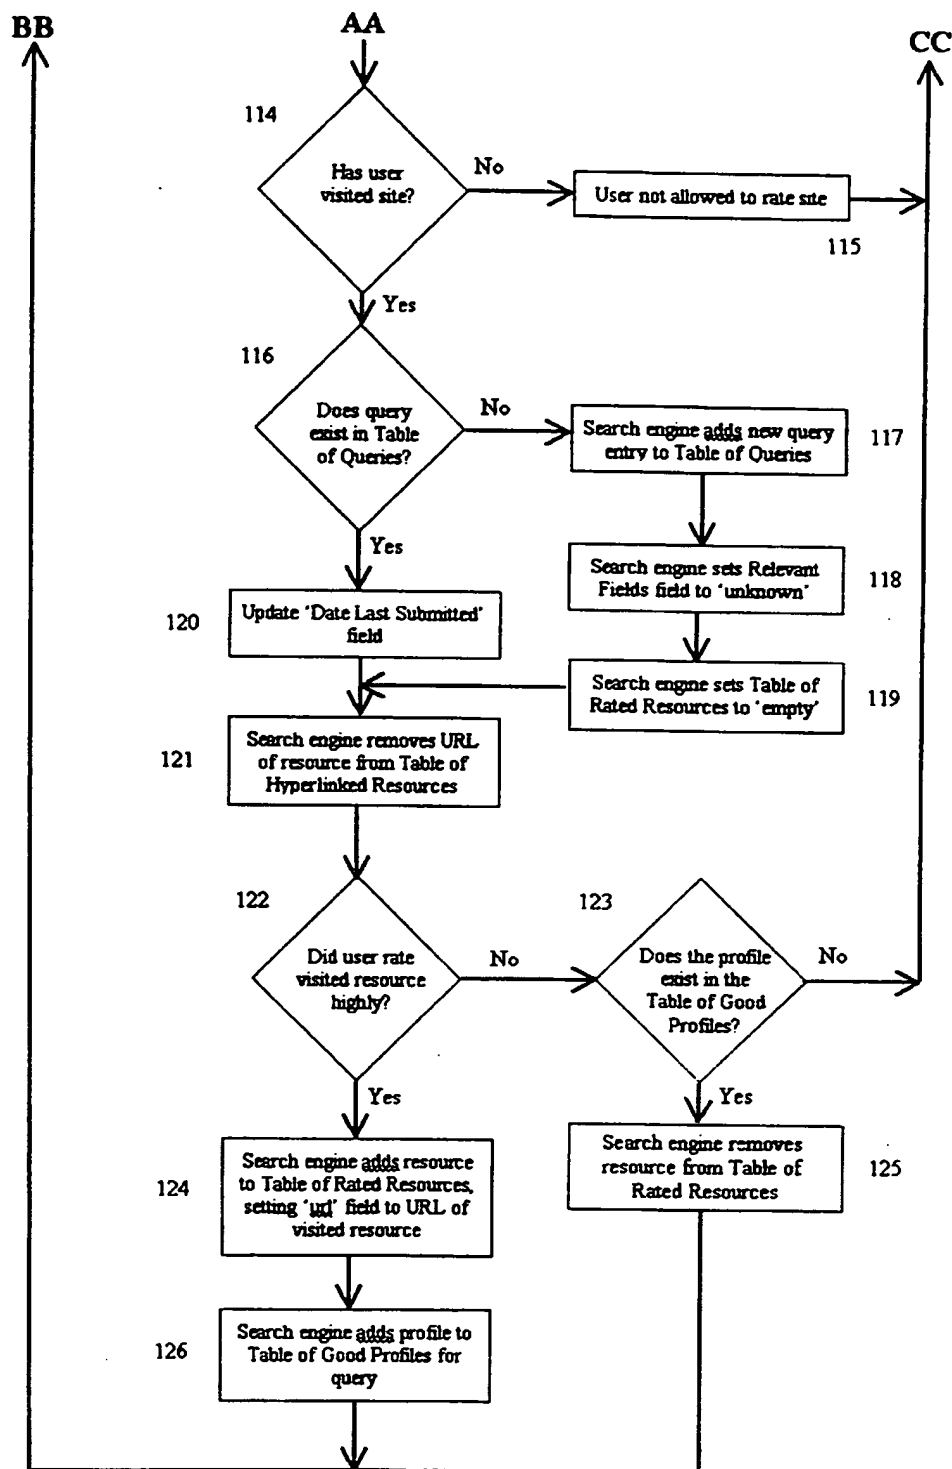 BB
AA
CC
114
Has user
visited site?
No
User not allowed to rate site
115
Yes
116
Does query
exist in Table
of Queries?
No
Search engine adds new query
entry to Table of Queries
117
Yes
Search engine sets Relevant
Fields field to 'unknown'
118
120
Update 'Date Last Submitted'
field
Search engine sets Table of
Rated Resources to 'empty'
119
121
Search engine removes URL
of resource from Table of
Hyperlinked Resources
122
Did user rate
visited resource
highly?
No
123
Does the profile
exist in the
Table of Good
Profiles?
No
Yes
Yes
124
Search engine adds resource
to Table of Rated Resources,
setting 'url' field to URL of
visited resource
Search engine removes
resource from Table of
Rated Resources
125
126
Search engine adds profile to
Table of Good Profiles for
query